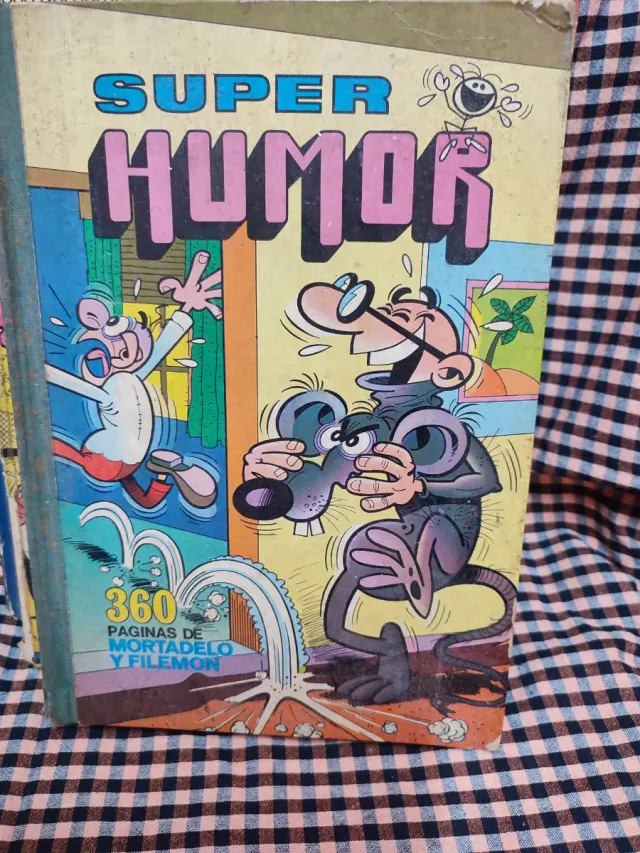 SUPER
HUMOR
360
PAGINAS DE
MORTADELO
Y FILEMON